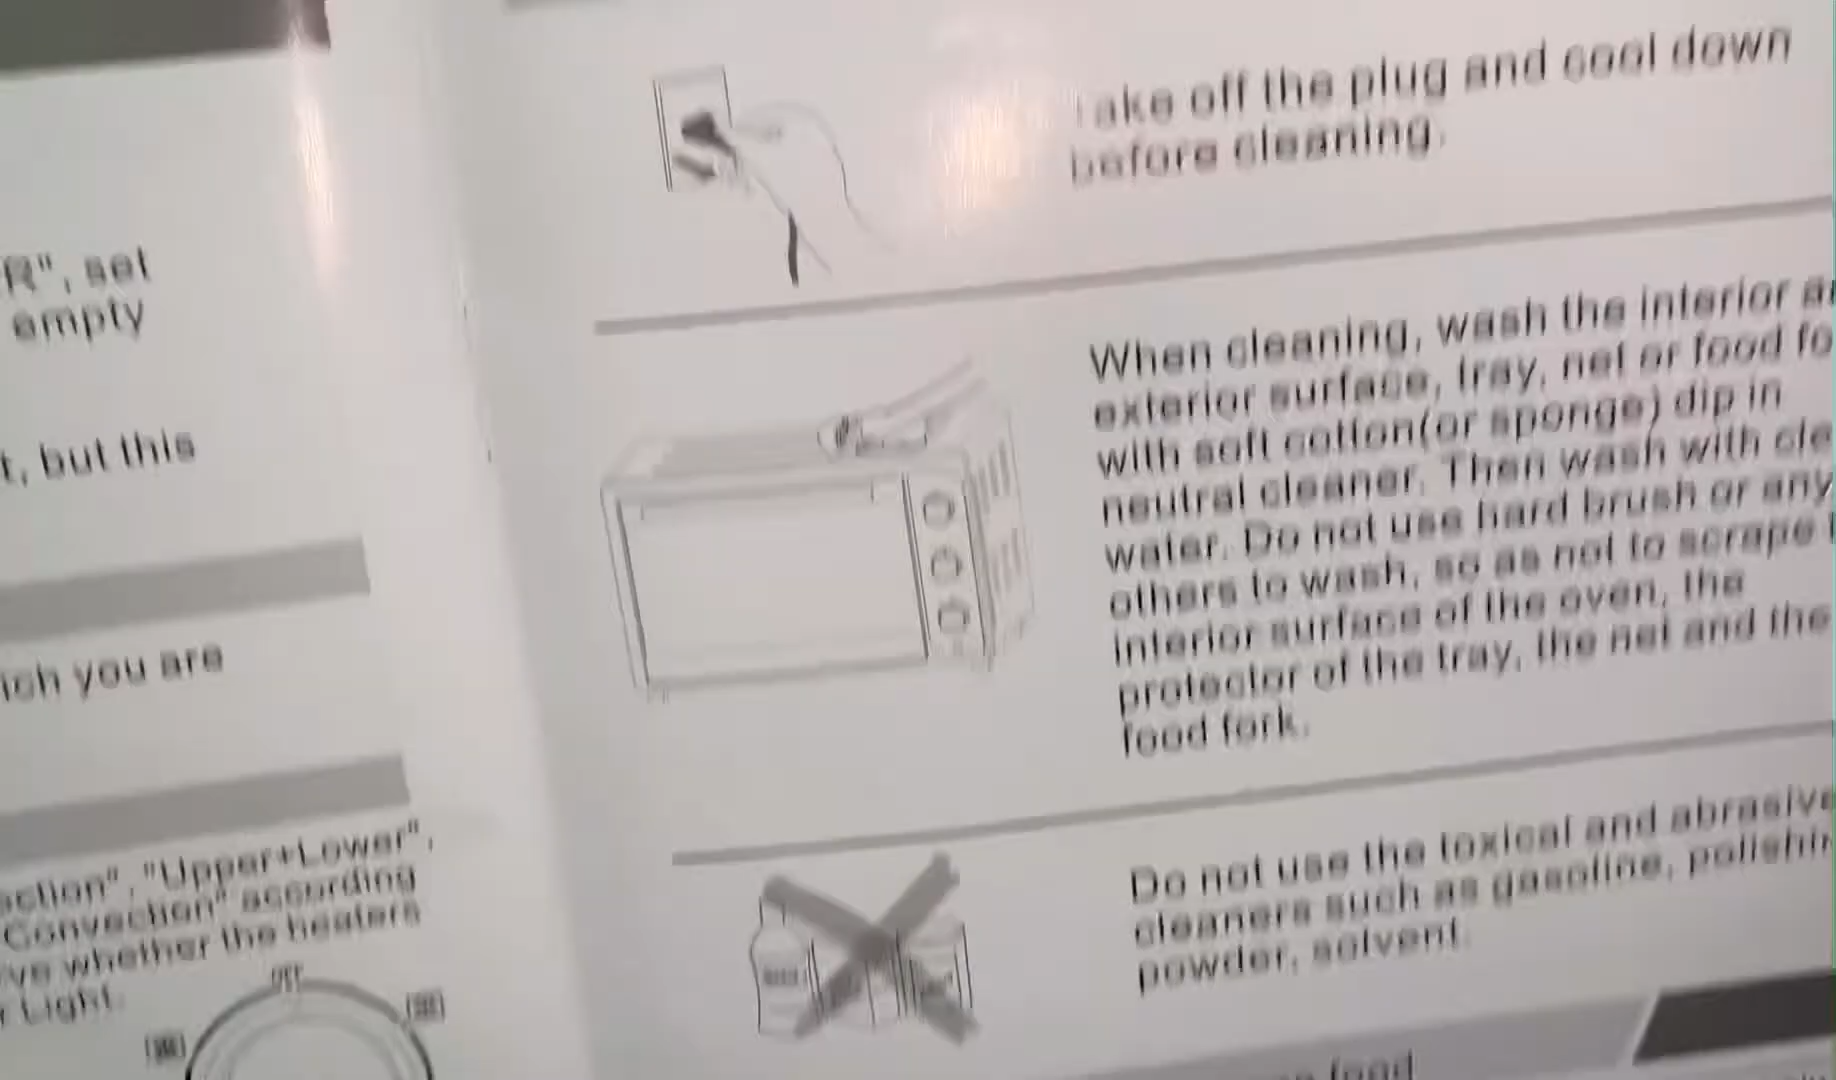 R", set
empty
t, but this
ich you are
ection", "Upper+Lower",
Convection" according
ve whether the heaters
Light.
OFF
ake off the plug and cool down
before cleaning.
When cleaning, wash the interior a
exterior surface, tray, net or food fo
with soft cotton(or sponge) dip in
neutral cleaner. Then wash with cle
water. Do not use hard brush or any
others to wash, so as not to scrape t
interior surface of the oven, the
protector of the tray, the net and the
food fork.
Do not use the toxical and abrasive
cleaners such as gasoline, polishin
powder, solvent.
food